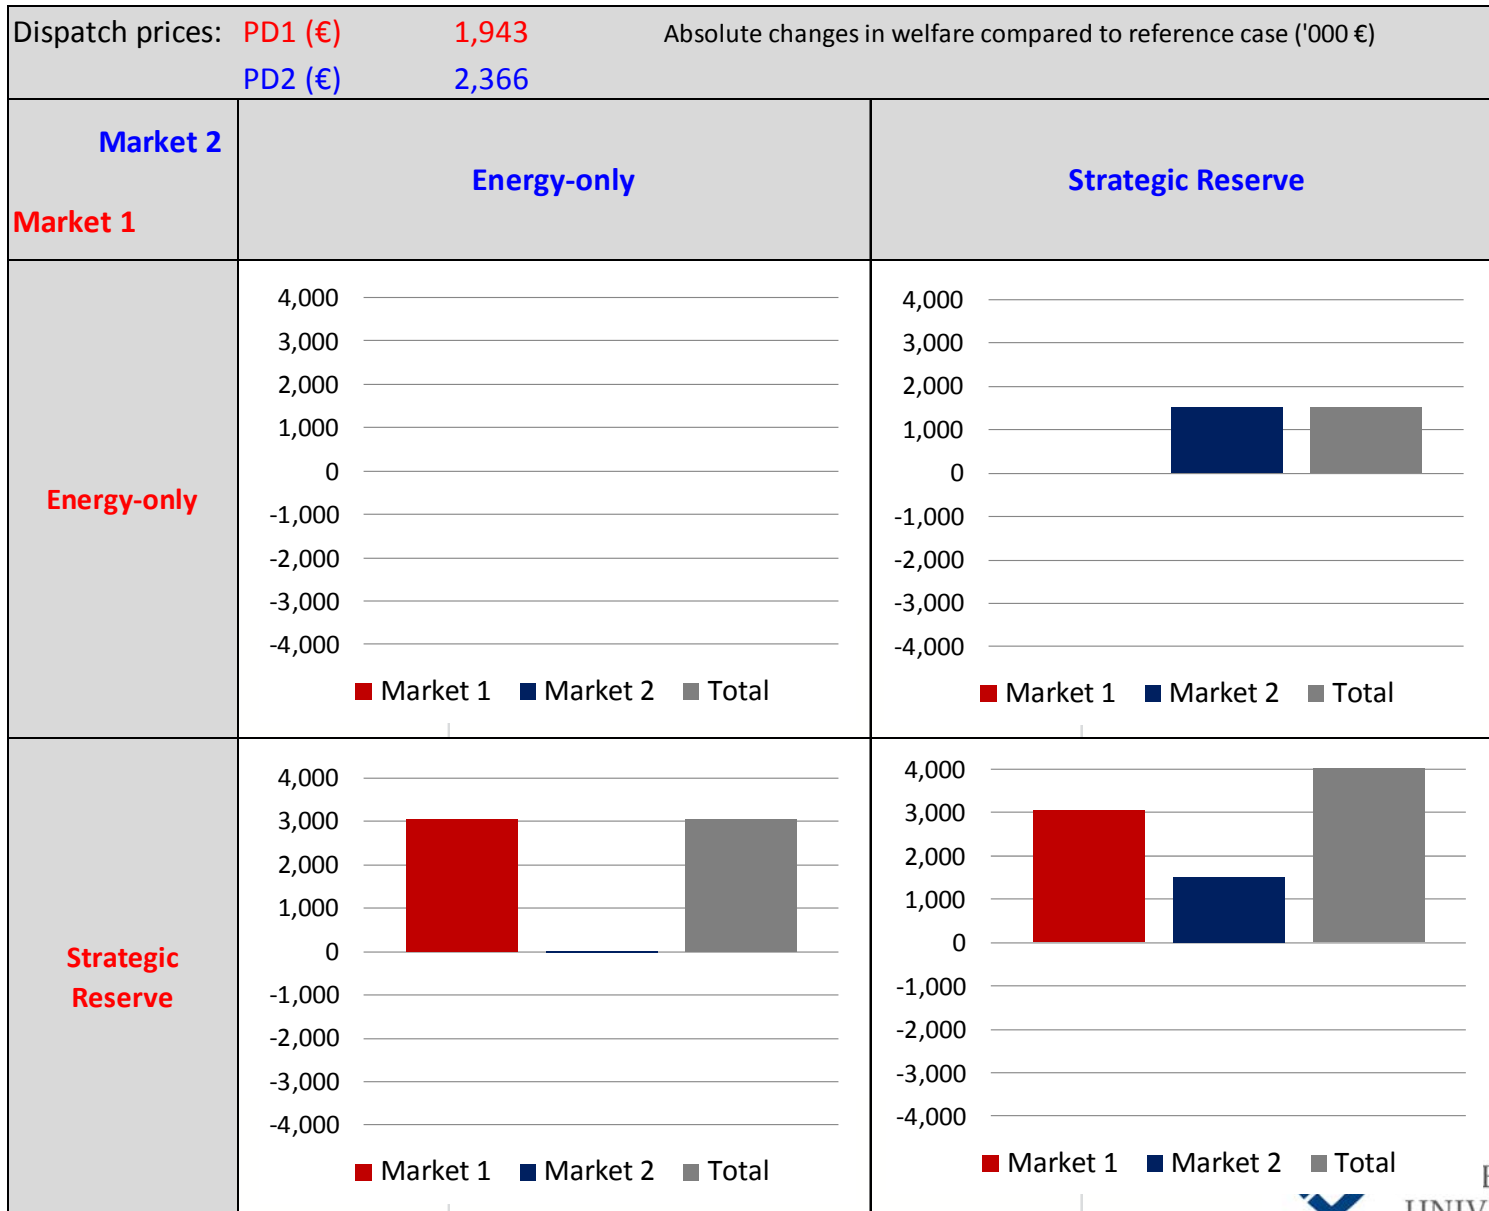 Dispatch prices: PD1 (€) 1,943 Absolute changes in welfare compared to reference case ('000 €)
PD2 (€) 2,366
Market 2
Market 1
Energy-only
Strategic Reserve
Energy-only
4,000
3,000
2,000
1,000
0
-1,000
-2,000
-3,000
-4,000
Market 1 Market 2 Total
4,000
3,000
2,000
1,000
0
-1,000
-2,000
-3,000
-4,000
Market 1 Market 2 Total
Strategic
Reserve
4,000
3,000
2,000
1,000
0
-1,000
-2,000
-3,000
-4,000
Market 1 Market 2 Total
4,000
3,000
2,000
1,000
0
-1,000
-2,000
-3,000
-4,000
Market 1 Market 2 Total